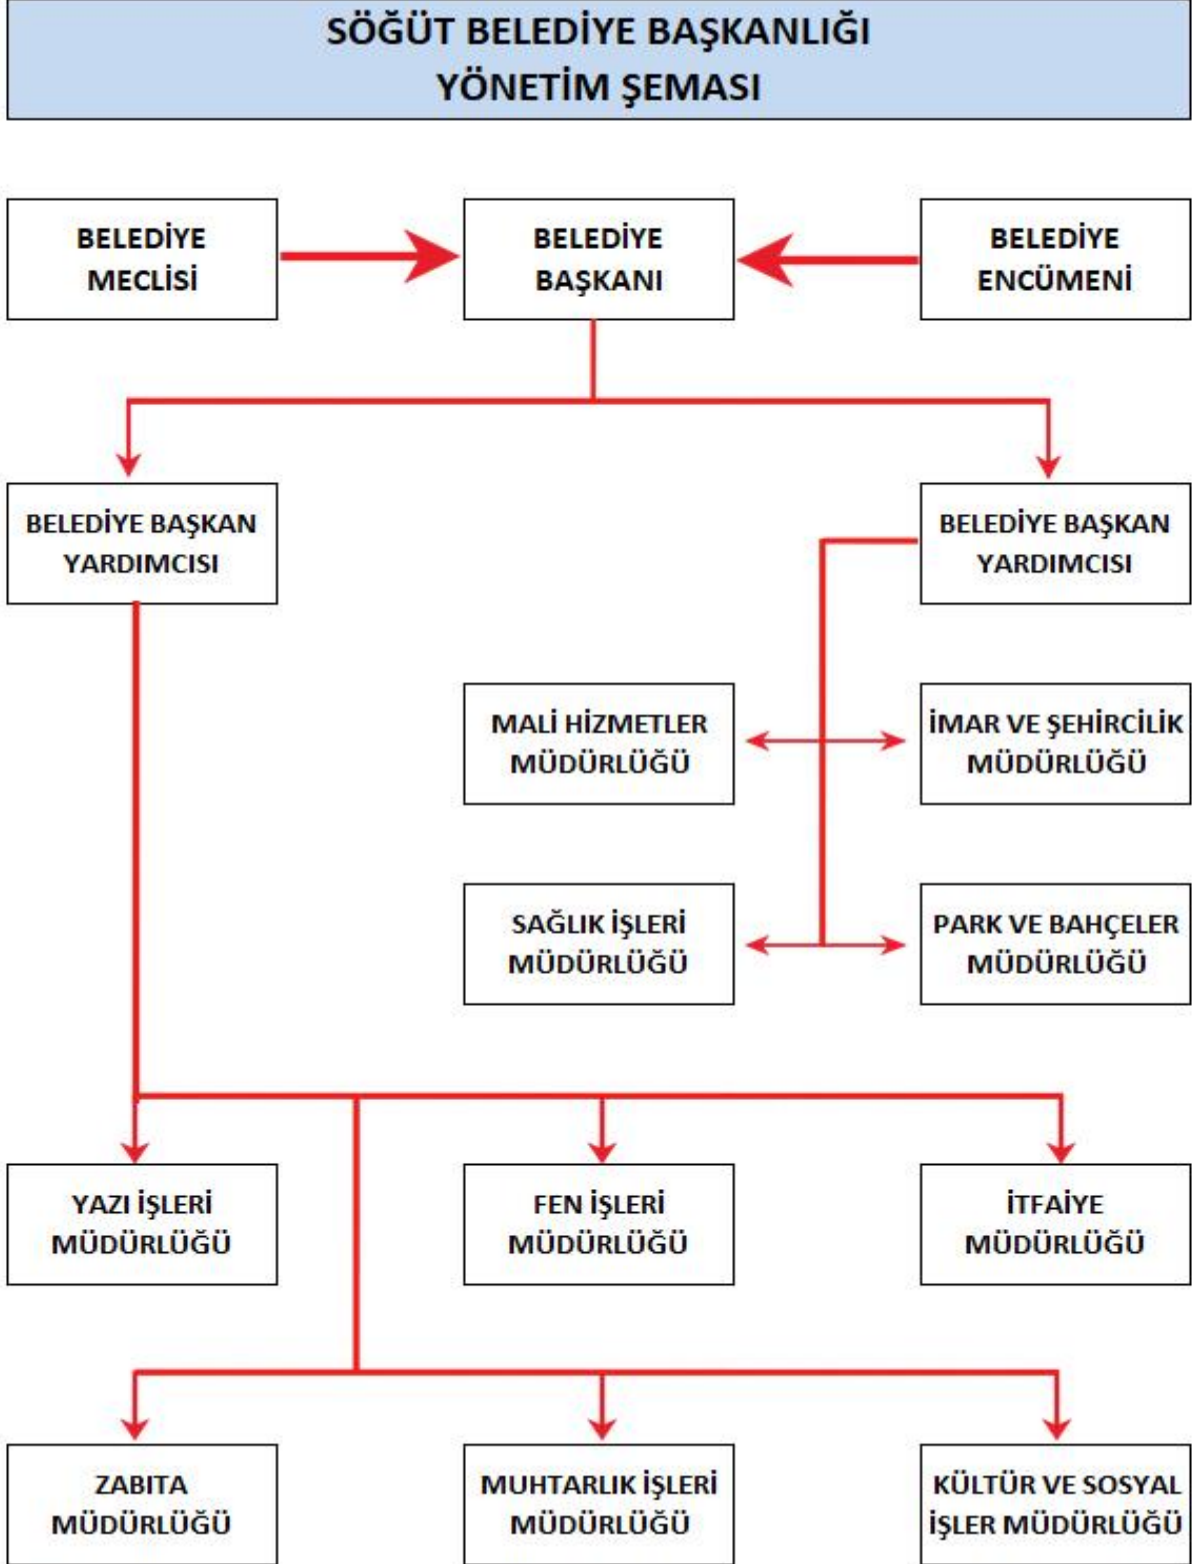 SÖĞÜT BELEDİYE BAŞKANLIĞI
YÖNETİM ŞEMASI
BELEDİYE
MECLİSİ
BELEDİYE
BAŞKANI
BELEDİYE
ENCÜMENİ
BELEDİYE BAŞKAN
YARDIMCISI
BELEDİYE BAŞKAN
YARDIMCISI
MALİ HİZMETLER
MÜDÜRLÜĞÜ
İMAR VE ŞEHİRCİLİK
MÜDÜRLÜĞÜ
SAĞLIK İŞLERİ
MÜDÜRLÜĞÜ
PARK VE BAHÇELER
MÜDÜRLÜĞÜ
YAZI İŞLERİ
MÜDÜRLÜĞÜ
FEN İŞLERİ
MÜDÜRLÜĞÜ
İTFAİYE
MÜDÜRLÜĞÜ
ZABITA
MÜDÜRLÜĞÜ
MUHTARLIK İŞLERİ
MÜDÜRLÜĞÜ
KÜLTÜR VE SOSYAL
İŞLER MÜDÜRLÜĞÜ